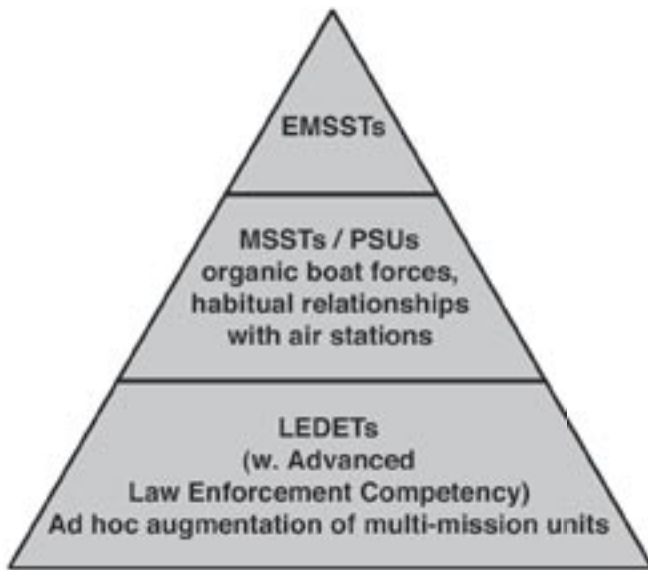 EMSSTs
MSSTs / PSUs
organic boat forces,
habitual relationships
with air stations
LEDETs
(w. Advanced
Law Enforcement Competency)
Ad hoc augmentation of multi-mission units